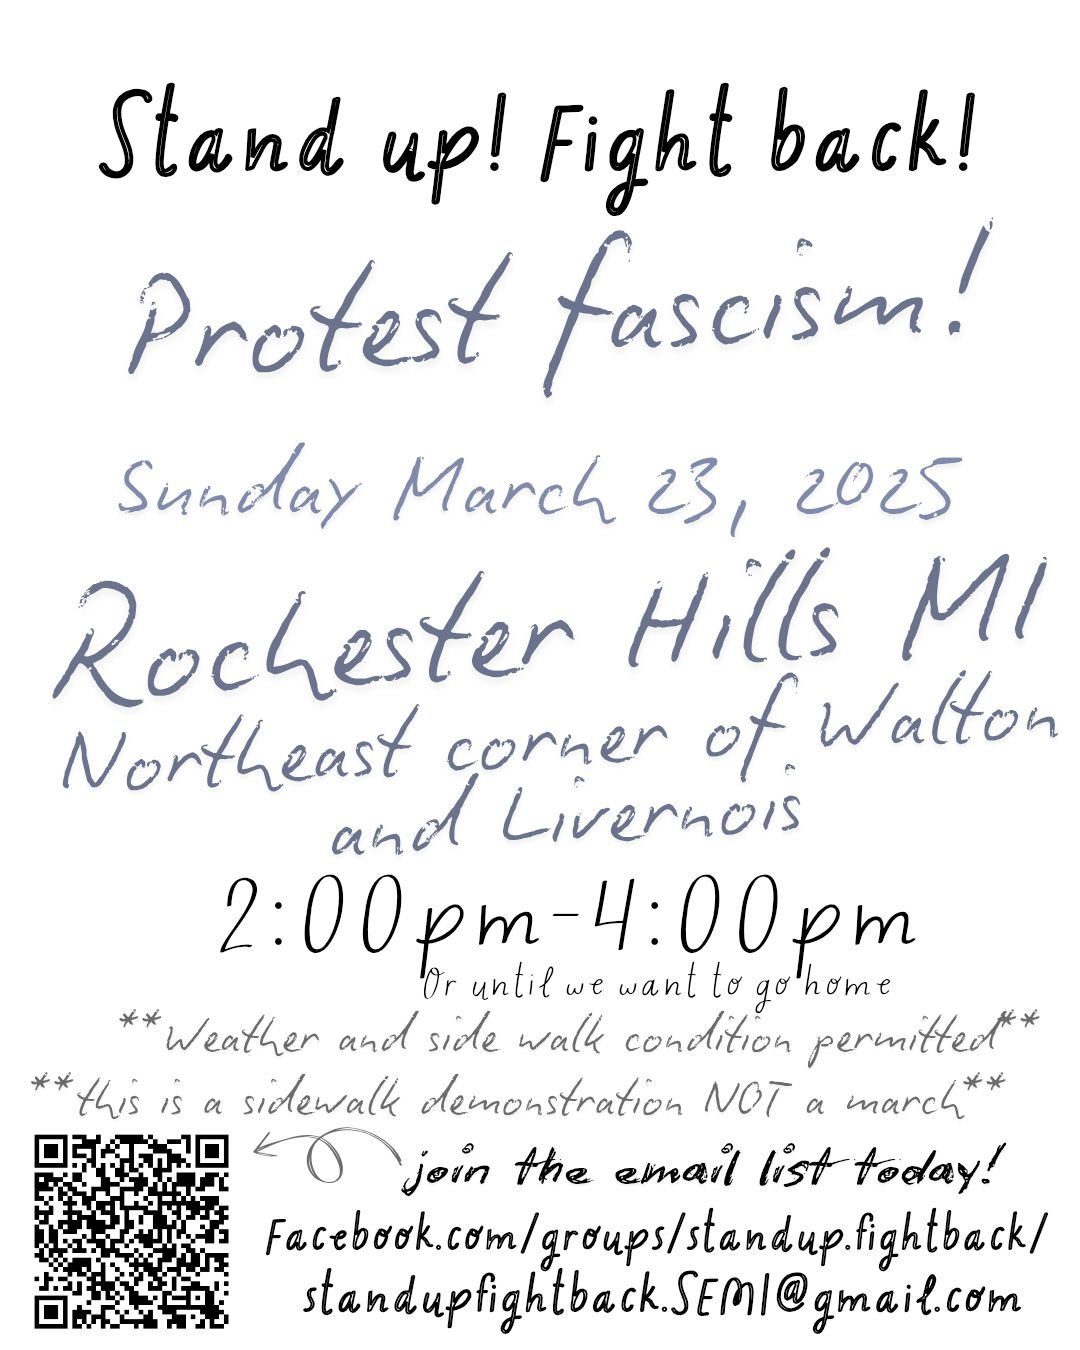 Stand up! Fight back!
Protest fascism!
Sunday March 23, 2025
Rochester Hills MI
Northeast corner of Walton
and Livernois
2:00pm-4:00pm
Or until we want to go home
**Weather and side walk condition permitted**
**this is a sidewalk demonstration NOT a march**
join the email list today!
Facebook.com/groups/standup.fightback/
standupfightback.SEMI@gmail.com